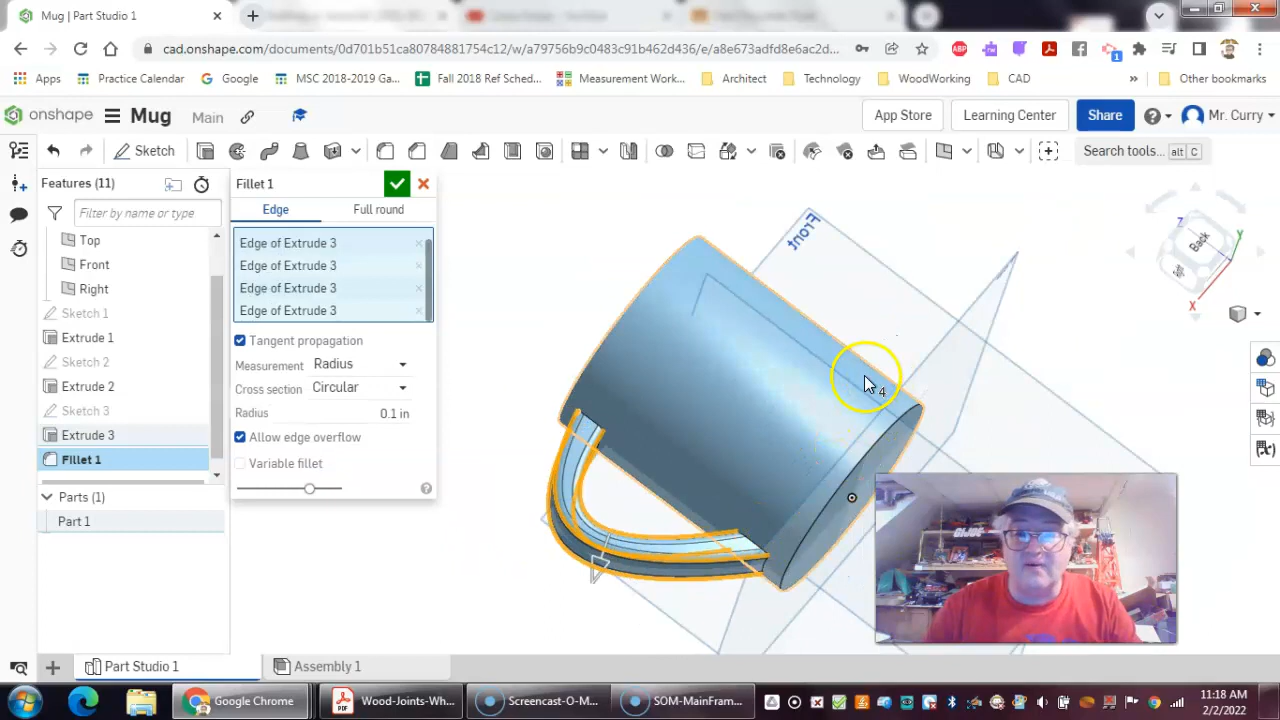 Mug | Part Studio 1
cad.onshape.com/documents/0d701b51ca80784881754c12/w/a79756b9c0483c91b462d436/e/a8e673adfd8e6ac2d...
ABP
1
Apps
Practice Calendar
Google
MSC 2018-2019 Ga...
Fall 2018 Ref Sched...
Measurement Work...
Architect
Technology
WoodWorking
CAD
»
Other bookmarks
onshape
Mug
Main
App Store
Learning Center
Share
Mr. Curry
Sketch
Search tools...
alt C
Features (11)
Filter by name or type
Top
Front
Right
Sketch 1
Extrude 1
Sketch 2
Extrude 2
Sketch 3
Extrude 3
Fillet 1
Parts (1)
Part 1
Fillet 1
Edge
Full round
Edge of Extrude 3
Edge of Extrude 3
Edge of Extrude 3
Edge of Extrude 3
Tangent propagation
Measurement
Radius
Cross section
Circular
Radius
0.1 in
Allow edge overflow
Variable fillet
Front
4
Z
Y
X
Back
Part Studio 1
Assembly 1
Google Chrome
Wood-Joints-Wh...
Screencast-O-M...
SOM-MainFram...
11:18 AM
2/2/2022